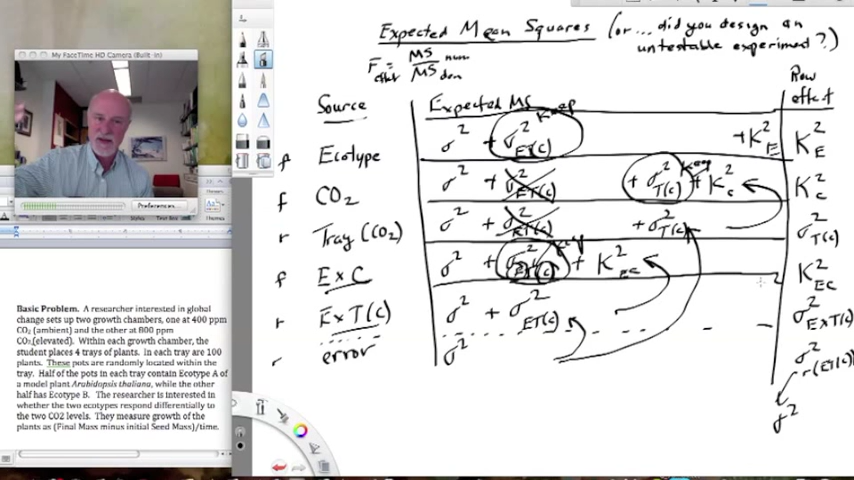 Expected Mean Squares (or... did you design an
untestable experiment?)
F effect = MS num / MS den
My FaceTime HD Camera (Built-in)
Preferences...
Source Expected MS Row effect
f Ecotype σ² + σ²ET(C) Keep + K²E K²E
f CO2 σ² + σ²ET(C) + σ²T(C) Keep + K²C K²C
r Tray (CO2) σ² + σ²ET(C) + σ²T(C) σ²T(C)
f E x C σ² + σ²ET(C) Keep + K²EC K²EC
r E x T(C) σ² + σ²ET(C) σ²ExT(C)
r error σ² σ²r(ET(C))
σ²
Basic Problem. A researcher interested in global
change sets up two growth chambers, one at 400 ppm
CO2 (ambient) and the other at 800 ppm
CO2.(elevated). Within each growth chamber, the
student places 4 trays of plants. In each tray are 100
plants. These pots are randomly located within the
tray. Half of the pots in each tray contain Ecotype A of
a model plant Arabidopsis thaliana, while the other
half has Ecotype B. The researcher is interested in
whether the two ecotypes respond differentially to
the two CO2 levels. They measure growth of the
plants as (Final Mass minus initial Seed Mass)/time.